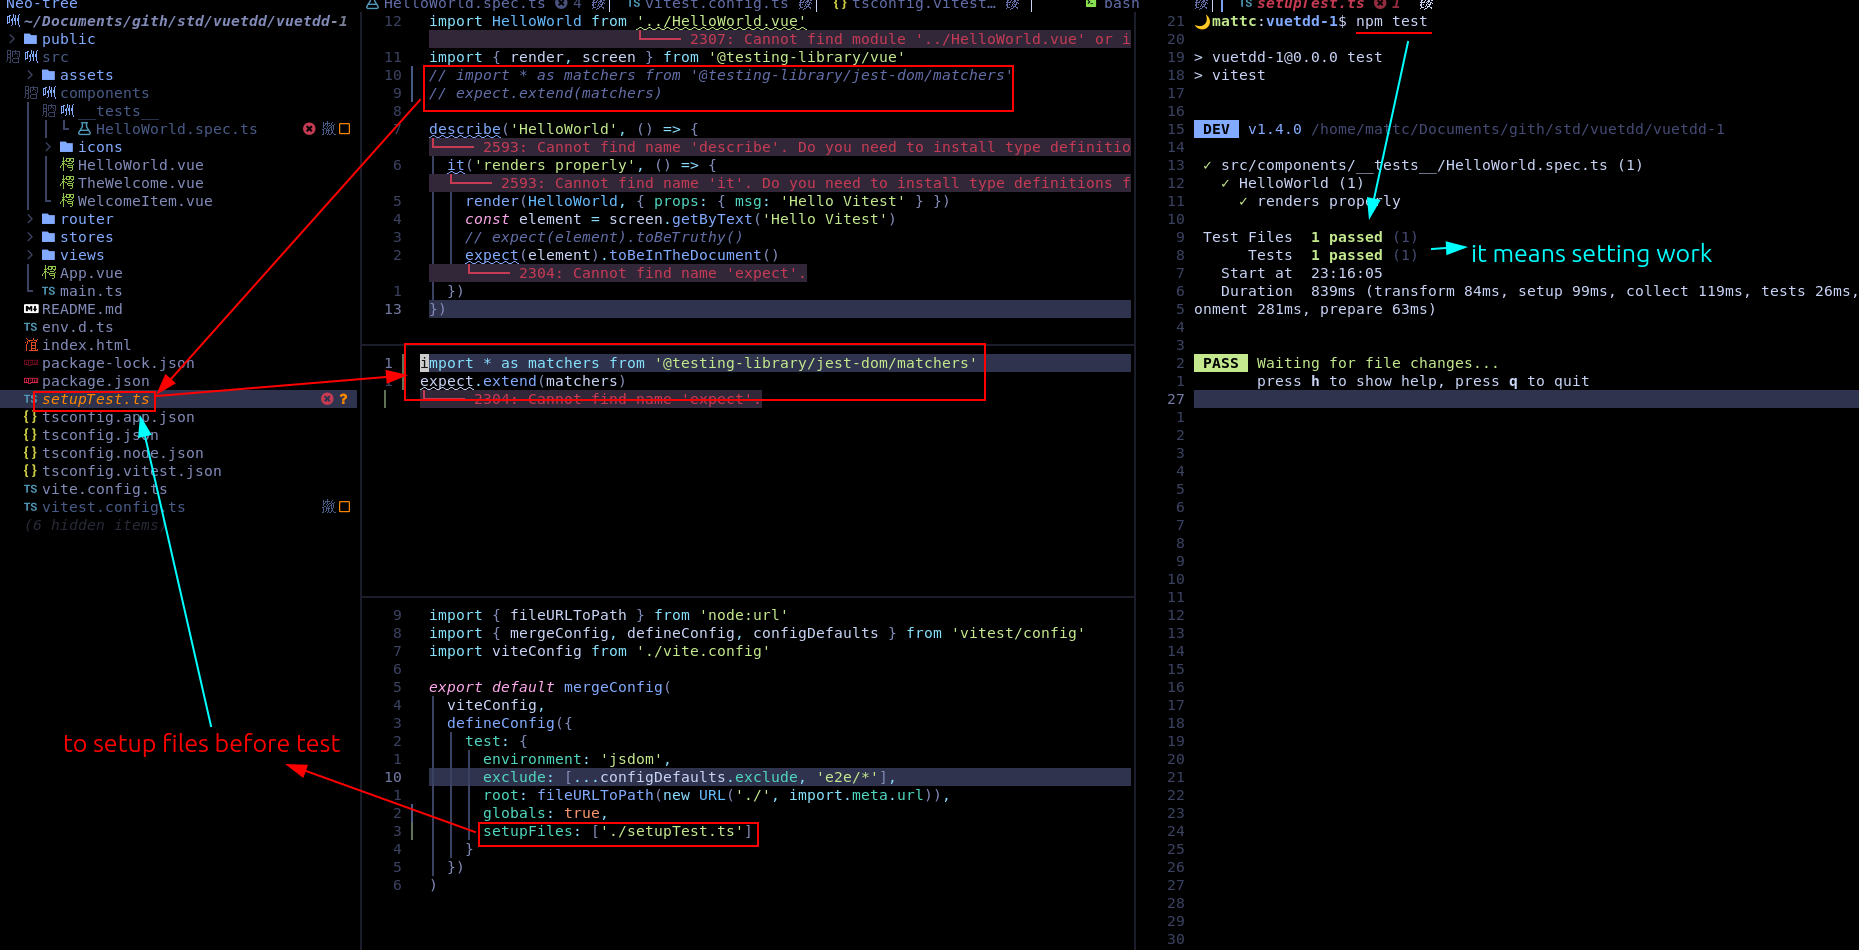 Neo-tree
~/Documents/gith/std/vuetdd/vuetdd-1
public
src
assets
components
__tests__
HelloWorld.spec.ts
icons
HelloWorld.vue
TheWelcome.vue
WelcomeItem.vue
router
stores
views
App.vue
TS main.ts
README.md
TS env.d.ts
index.html
package-lock.json
package.json
TS setupTest.ts ?
{} tsconfig.app.json
{} tsconfig.json
{} tsconfig.node.json
{} tsconfig.vitest.json
TS vite.config.ts
TS vitest.config.ts
(6 hidden items)
to setup files before test
HelloWorld.spec.ts 4 TS vitest.config.ts {} tsconfig.vitest… bash
12 import HelloWorld from '../HelloWorld.vue'
2307: Cannot find module '../HelloWorld.vue' or i
11 import { render, screen } from '@testing-library/vue'
10 // import * as matchers from '@testing-library/jest-dom/matchers'
9 // expect.extend(matchers)
8
7 describe('HelloWorld', () => {
2593: Cannot find name 'describe'. Do you need to install type definitio
6 it('renders properly', () => {
2593: Cannot find name 'it'. Do you need to install type definitions f
5 render(HelloWorld, { props: { msg: 'Hello Vitest' } })
4 const element = screen.getByText('Hello Vitest')
3 // expect(element).toBeTruthy()
2 expect(element).toBeInTheDocument()
2304: Cannot find name 'expect'.
1 })
13 })
1 import * as matchers from '@testing-library/jest-dom/matchers'
1 expect.extend(matchers)
2304: Cannot find name 'expect'.
9 import { fileURLToPath } from 'node:url'
8 import { mergeConfig, defineConfig, configDefaults } from 'vitest/config'
7 import viteConfig from './vite.config'
6
5 export default mergeConfig(
4 viteConfig,
3 defineConfig({
2 test: {
1 environment: 'jsdom',
10 exclude: [...configDefaults.exclude, 'e2e/*'],
1 root: fileURLToPath(new URL('./', import.meta.url)),
2 globals: true,
3 setupFiles: ['./setupTest.ts']
4 }
5 })
6 )
TS setupTest.ts 1
21 mattc:vuetdd-1$ npm test
20
19 > vuetdd-1@0.0.0 test
18 > vitest
17
16
15 DEV v1.4.0 /home/mattc/Documents/gith/std/vuetdd/vuetdd-1
14
13 ✓ src/components/__tests__/HelloWorld.spec.ts (1)
12 ✓ HelloWorld (1)
11 ✓ renders properly
10
9 Test Files 1 passed (1)
8 Tests 1 passed (1)
it means setting work
7 Start at 23:16:05
6 Duration 839ms (transform 84ms, setup 99ms, collect 119ms, tests 26ms,
5 onment 281ms, prepare 63ms)
4
3
2 PASS Waiting for file changes...
1 press h to show help, press q to quit
27
1
2
3
4
5
6
7
8
9
10
11
12
13
14
15
16
17
18
19
20
21
22
23
24
25
26
27
28
29
30